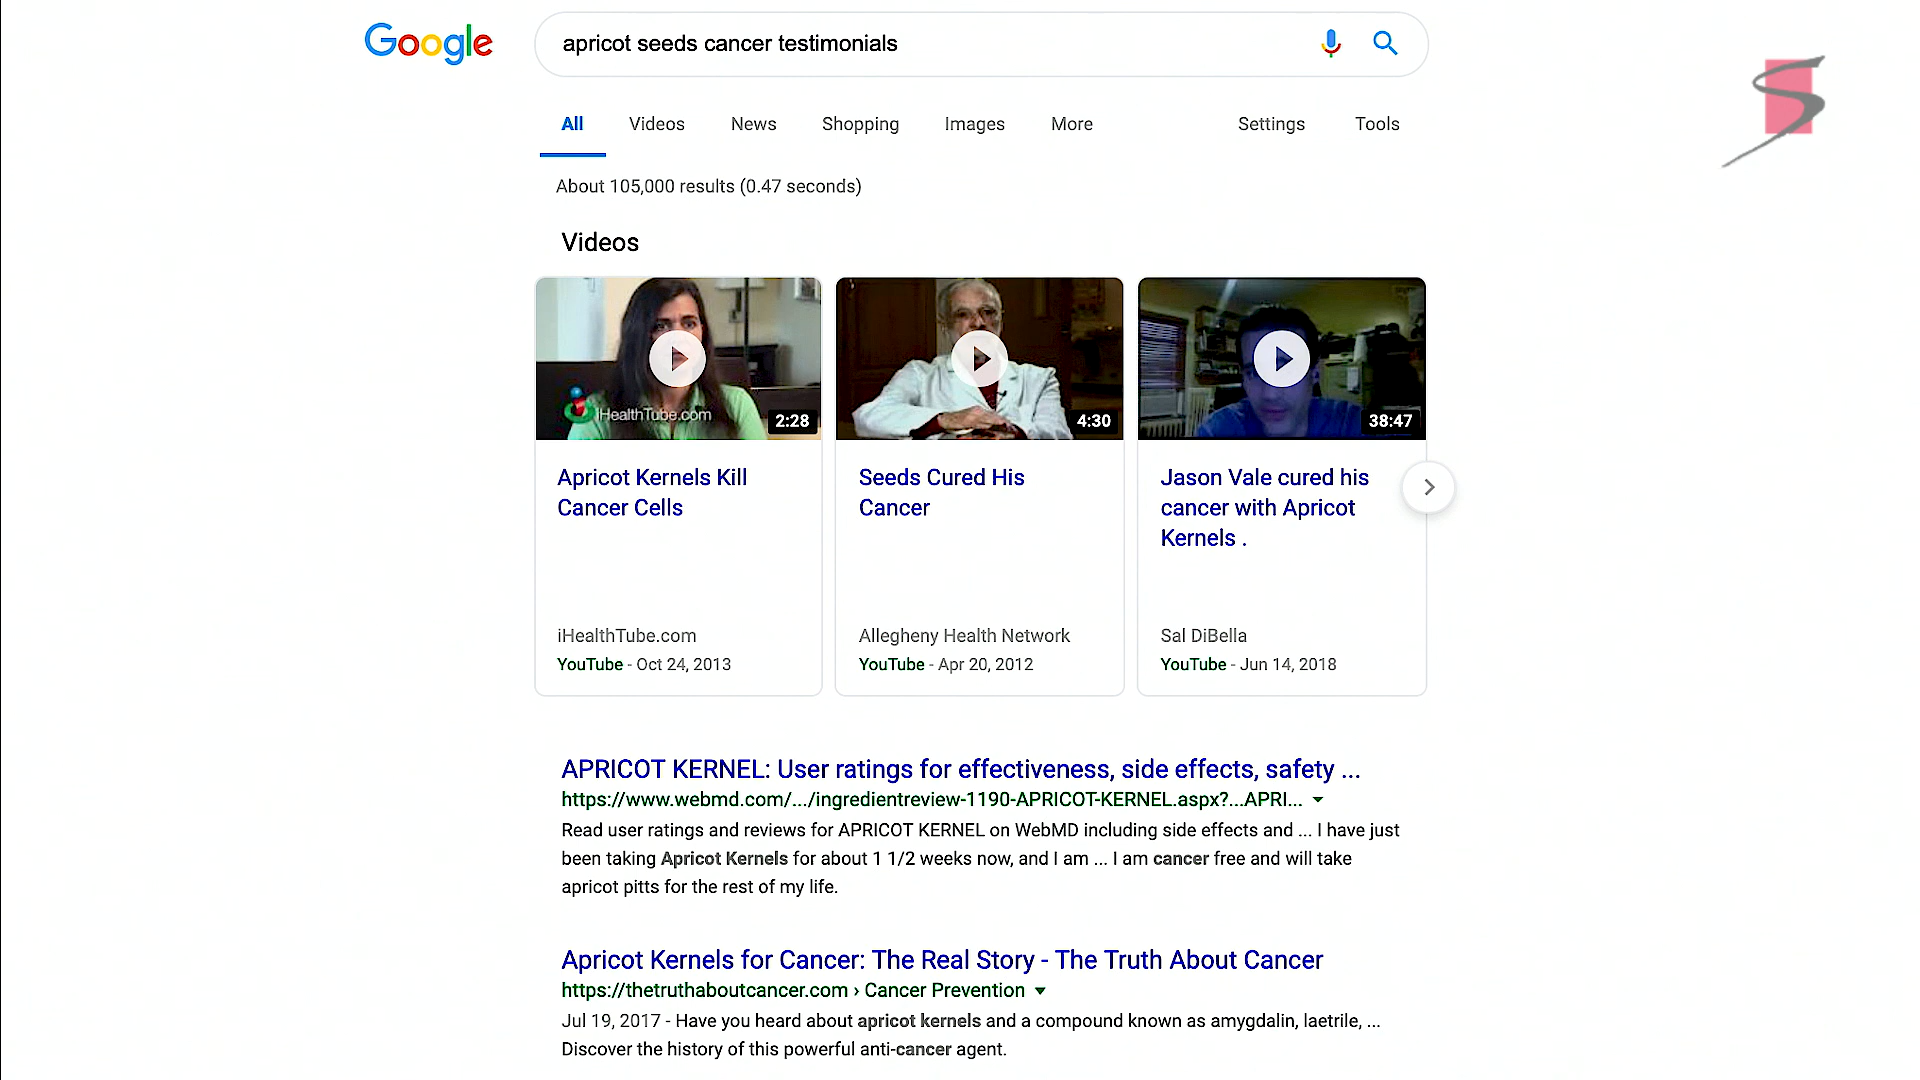 Google
apricot seeds cancer testimonials
All Videos News Shopping Images More Settings Tools
About 105,000 results (0.47 seconds)
Videos
iHealthTube.com
2:28
4:30
38:47
Apricot Kernels Kill
Cancer Cells
iHealthTube.com
YouTube - Oct 24, 2013
Seeds Cured His
Cancer
Allegheny Health Network
YouTube - Apr 20, 2012
Jason Vale cured his
cancer with Apricot
Kernels .
Sal DiBella
YouTube - Jun 14, 2018
APRICOT KERNEL: User ratings for effectiveness, side effects, safety ...
https://www.webmd.com/.../ingredientreview-1190-APRICOT-KERNEL.aspx?...APRI...
Read user ratings and reviews for APRICOT KERNEL on WebMD including side effects and ... I have just
been taking Apricot Kernels for about 1 1/2 weeks now, and I am ... I am cancer free and will take
apricot pitts for the rest of my life.
Apricot Kernels for Cancer: The Real Story - The Truth About Cancer
https://thetruthaboutcancer.com › Cancer Prevention
Jul 19, 2017 - Have you heard about apricot kernels and a compound known as amygdalin, laetrile, ...
Discover the history of this powerful anti-cancer agent.